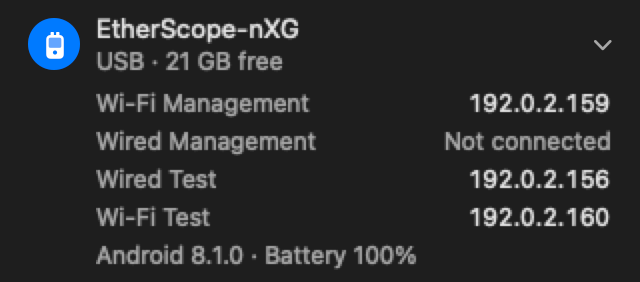 EtherScope-nXG
USB · 21 GB free
Wi-Fi Management 192.0.2.159
Wired Management Not connected
Wired Test 192.0.2.156
Wi-Fi Test 192.0.2.160
Android 8.1.0 · Battery 100%